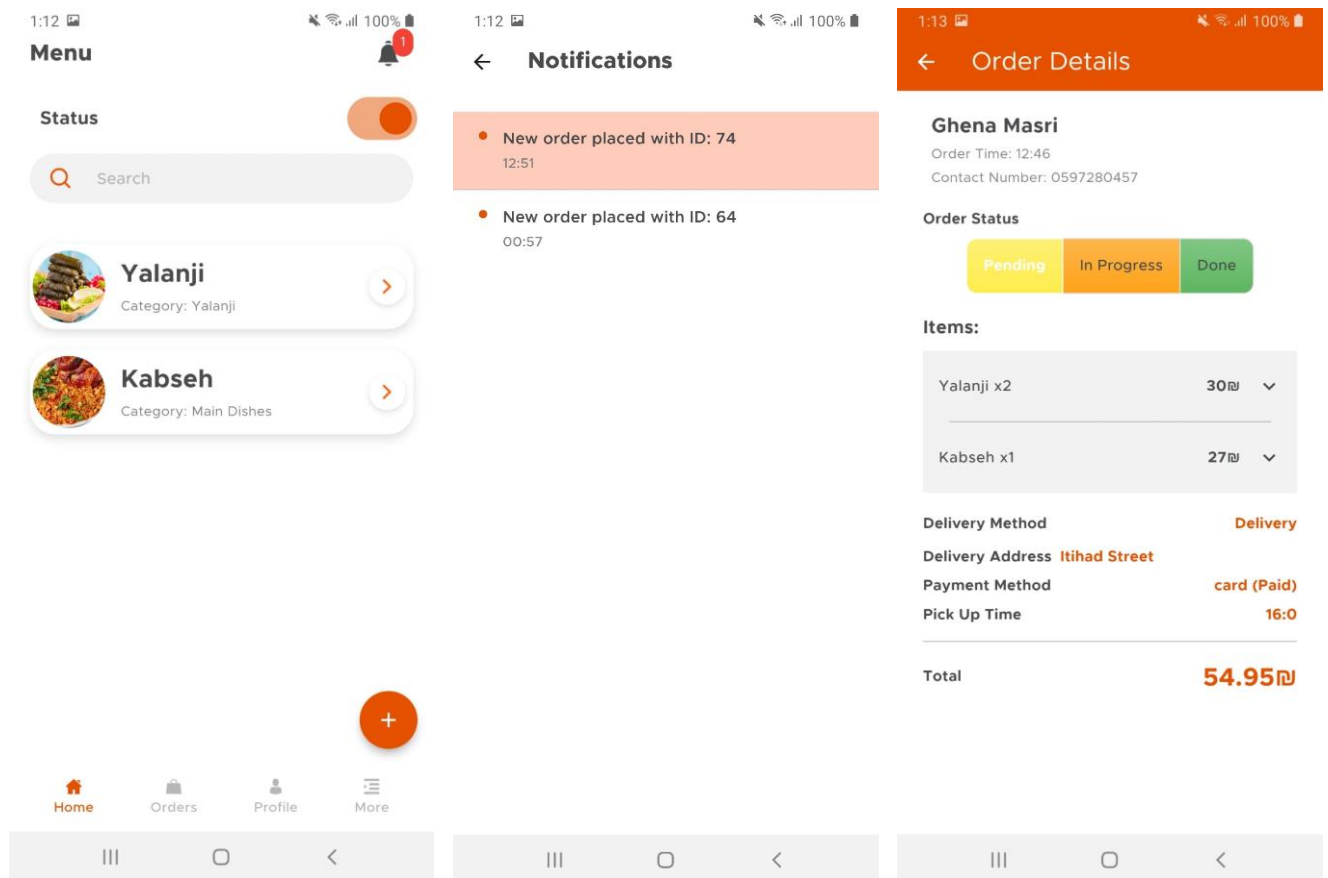 1:12 100%
Menu
1
Status
Search
Yalanji
Category: Yalanji
Kabseh
Category: Main Dishes
+
Home Orders Profile More
1:12 100%
Notifications
New order placed with ID: 74
12:51
New order placed with ID: 64
00:57
1:13 100%
Order Details
Ghena Masri
Order Time: 12:46
Contact Number: 0597280457
Order Status
Pending In Progress Done
Items:
Yalanji x2 30₪
Kabseh x1 27₪
Delivery Method Delivery
Delivery Address Itihad Street
Payment Method card (Paid)
Pick Up Time 16:0
Total 54.95₪